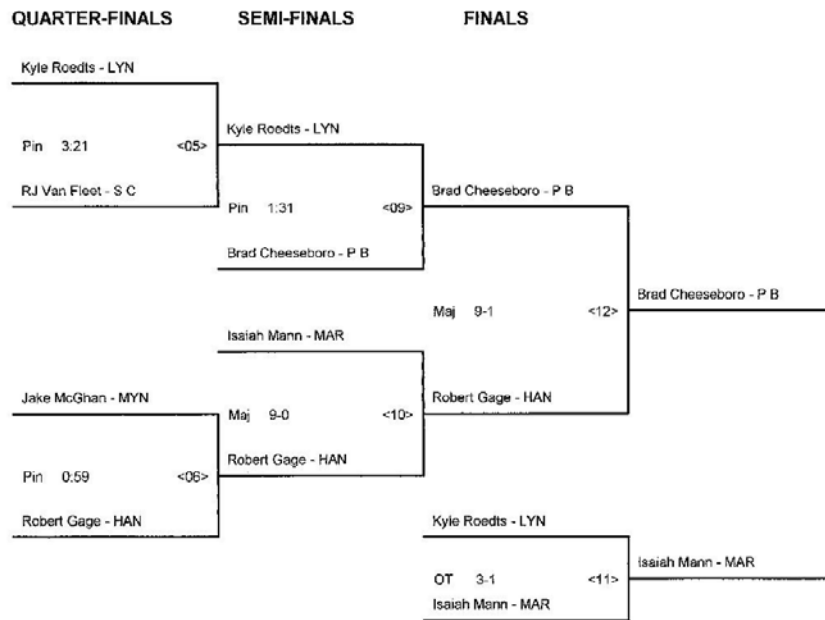 QUARTER-FINALS SEMI-FINALS FINALS
Kyle Roedts - LYN
Kyle Roedts - LYN
Pin 3:21 <05>
Brad Cheeseboro - P B
RJ Van Fleet - S C
Pin 1:31 <09>
Brad Cheeseboro - P B
Brad Cheeseboro - P B
Maj 9-1 <12>
Isaiah Mann - MAR
Jake McGhan - MYN
Robert Gage - HAN
Maj 9-0 <10>
Robert Gage - HAN
Pin 0:59 <06>
Robert Gage - HAN
Kyle Roedts - LYN
Isaiah Mann - MAR
OT 3-1 <11>
Isaiah Mann - MAR